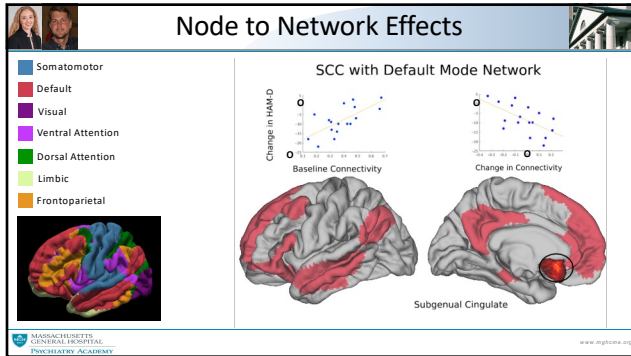 Node to Network Effects
Somatomotor
Default
Visual
Ventral Attention
Dorsal Attention
Limbic
Frontoparietal
SCC with Default Mode Network
Change in HAM-D
O
O
Baseline Connectivity
O
O
Change in Connectivity
Subgenual Cingulate
MASSACHUSETTS
GENERAL HOSPITAL
PSYCHIATRY ACADEMY
www.mghcme.org